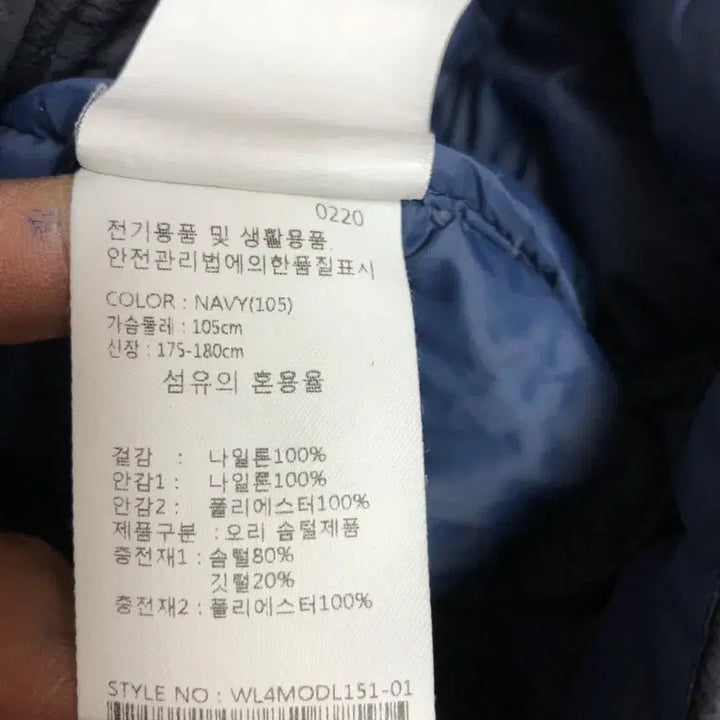 0220
전기용품 및 생활용품
안전관리법에의한품질표시
COLOR : NAVY(105)
가슴둘레 : 105cm
신장 : 175-180cm
섬유의 혼용율
겉감 : 나일론100%
안감1 : 나일론100%
안감2 : 폴리에스터100%
제품구분 : 오리 솜털제품
충전재1 : 솜털80%
깃털20%
충전재2 : 폴리에스터100%
STYLE NO : WL4MODL151-01